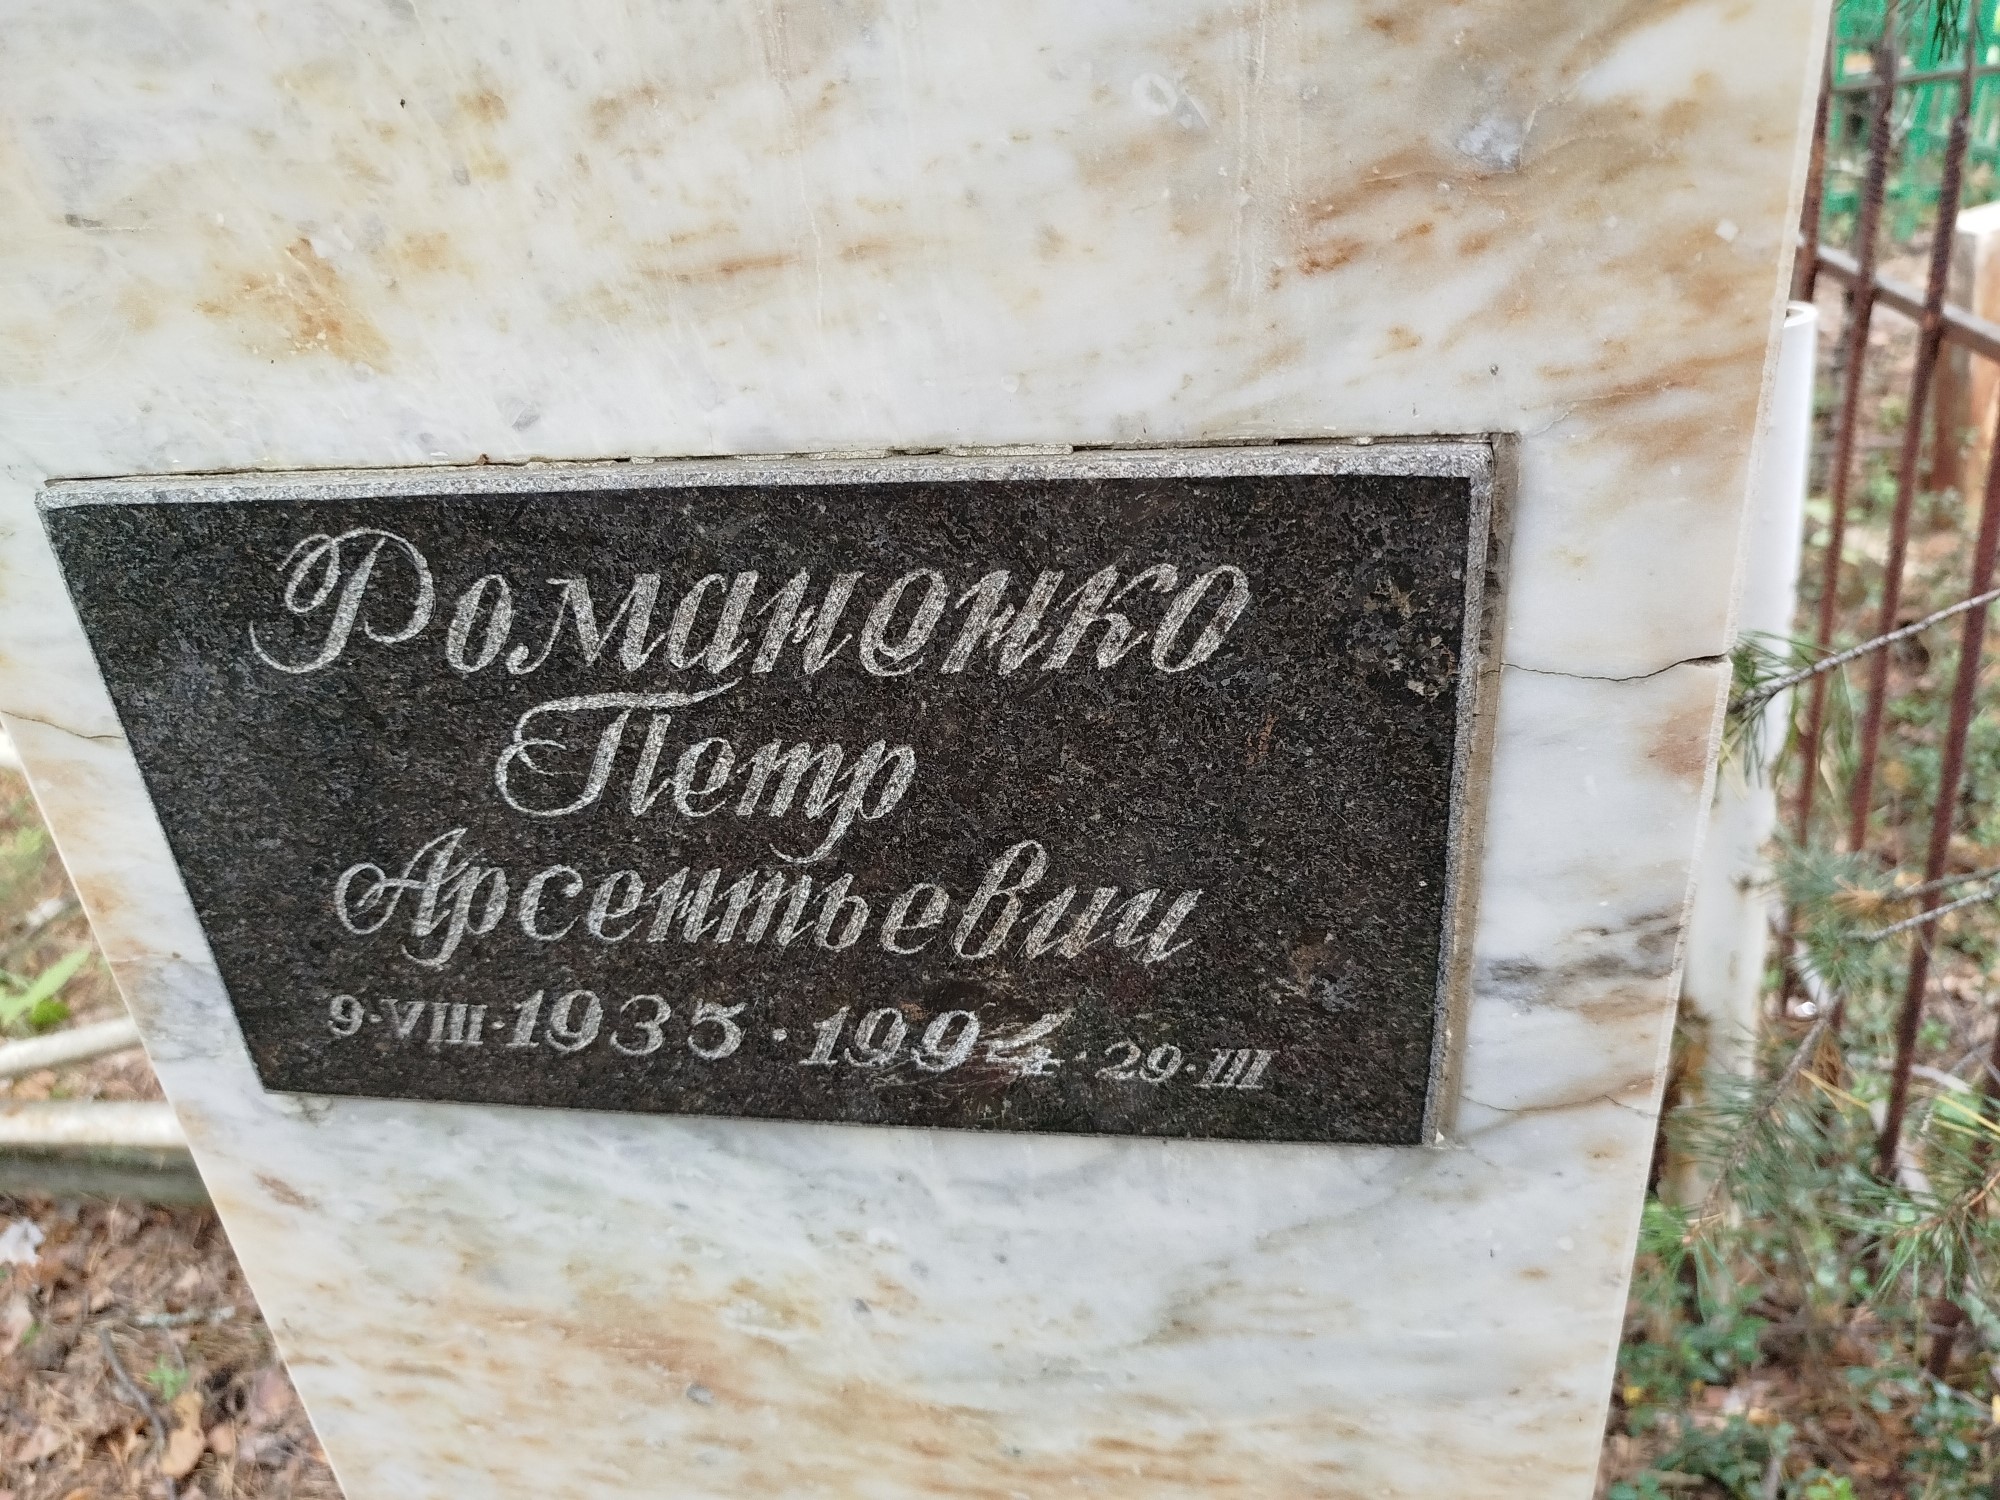 Романенко
Петр
Арсентьевич
9·VIII·1935·1994·29·III